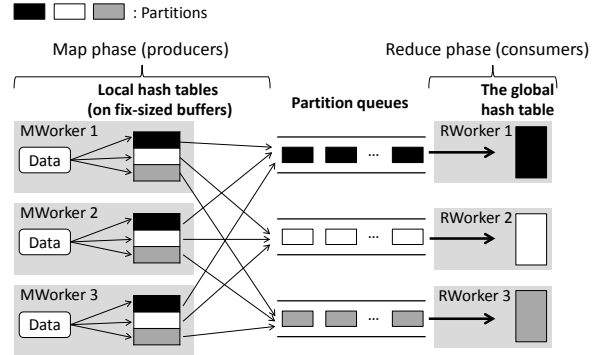 : Partitions
Map phase (producers)
Reduce phase (consumers)
Local hash tables
(on fix-sized buffers)
Partition queues
The global
hash table
MWorker 1
Data
...
RWorker 1
MWorker 2
Data
...
RWorker 2
MWorker 3
Data
...
RWorker 3